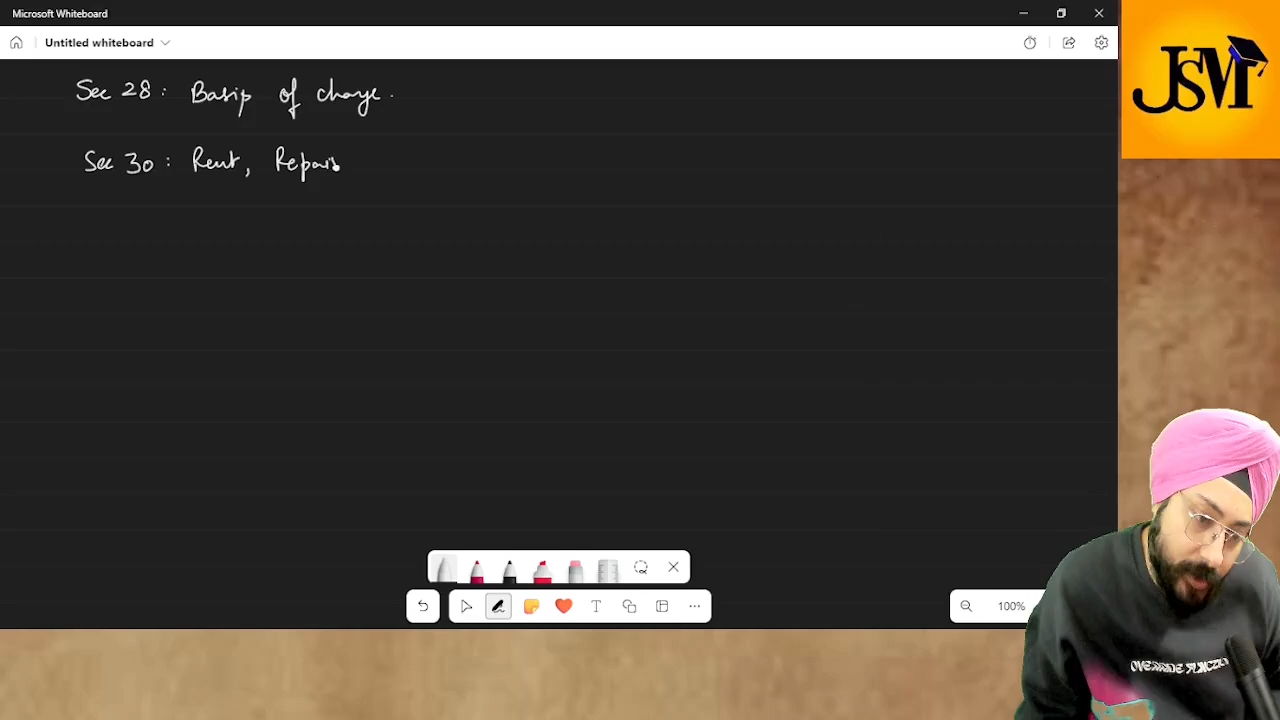 Microsoft Whiteboard
Untitled whiteboard
JSM
Sec 28: Basis of charge.
Sec 30: Rent, Repairs
100%